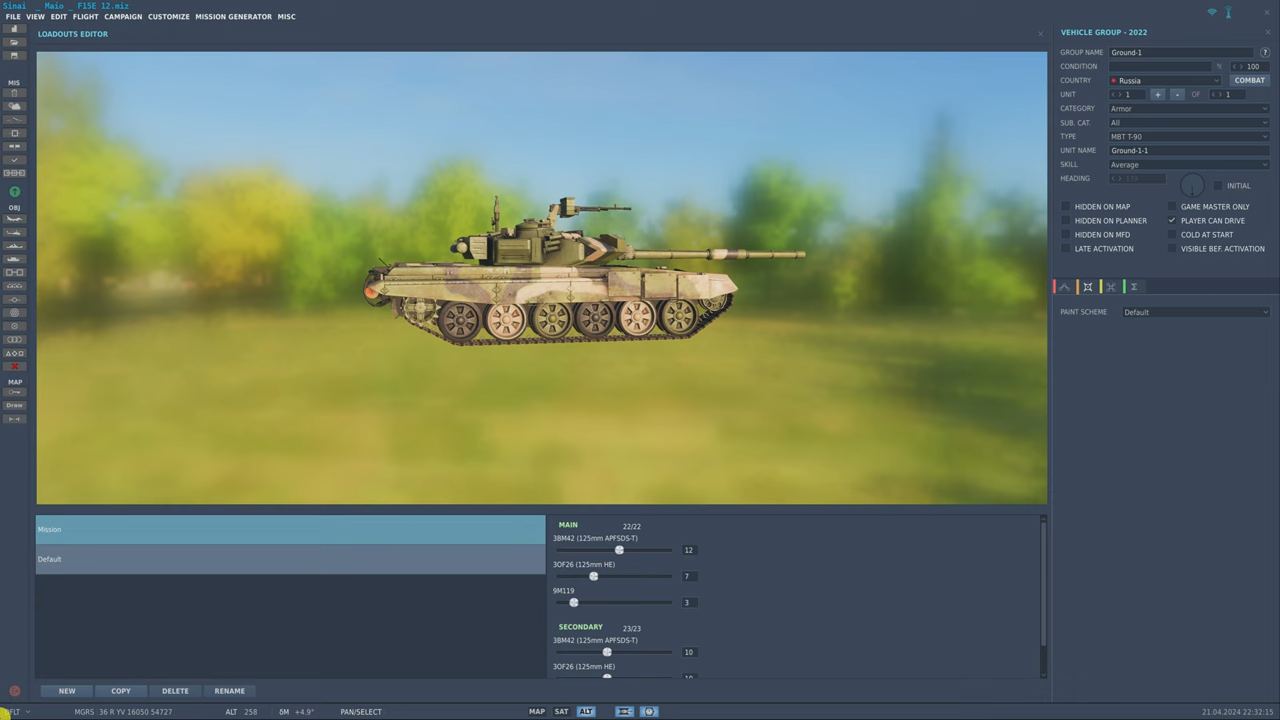 Sinai _ Maio _ F15E 12.miz
FILE VIEW EDIT FLIGHT CAMPAIGN CUSTOMIZE MISSION GENERATOR MISC
LOADOUTS EDITOR
VEHICLE GROUP - 2022
GROUP NAME Ground-1 ?
CONDITION % < > 100
COUNTRY Russia COMBAT
UNIT < > 1 + - OF < > 1
CATEGORY Armor
SUB. CAT. All
TYPE MBT T-90
UNIT NAME Ground-1-1
SKILL Average
HEADING INITIAL
HIDDEN ON MAP GAME MASTER ONLY
HIDDEN ON PLANNER PLAYER CAN DRIVE
HIDDEN ON MFD COLD AT START
LATE ACTIVATION VISIBLE BEF. ACTIVATION
PAINT SCHEME Default
MIS
OBJ
MAP
Draw
Mission
Default
MAIN 22/22
3BM42 (125mm APFSDS-T)
12
3OF26 (125mm HE)
7
9M119
3
SECONDARY 23/23
3BM42 (125mm APFSDS-T)
10
3OF26 (125mm HE)
NEW COPY DELETE RENAME
MGRS 36 R YV 16050 54727 ALT 258 δM +4.9° PAN/SELECT MAP SAT ALT 21.04.2024 22:32:15